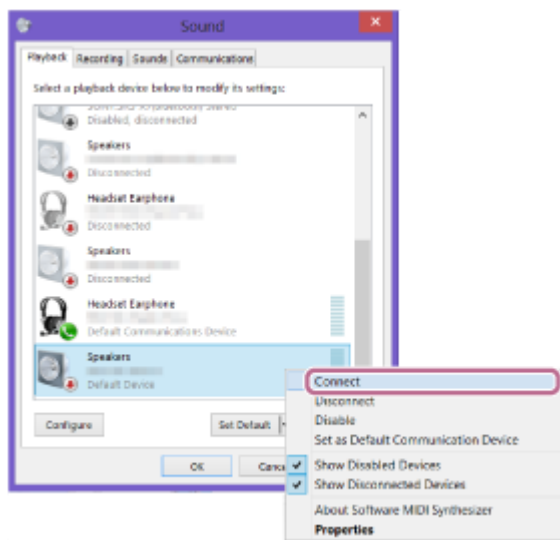 Sound
Playback Recording Sounds Communications
Select a playback device below to modify its settings:
Disabled, disconnected
Speakers
Disconnected
Headset Earphone
Disconnected
Speakers
Disconnected
Headset Earphone
Default Communications Device
Speakers
Default Device
Configure
Set Default
OK
Connect
Disconnect
Disable
Set as Default Communication Device
Show Disabled Devices
Show Disconnected Devices
About Software MIDI Synthesizer
Properties